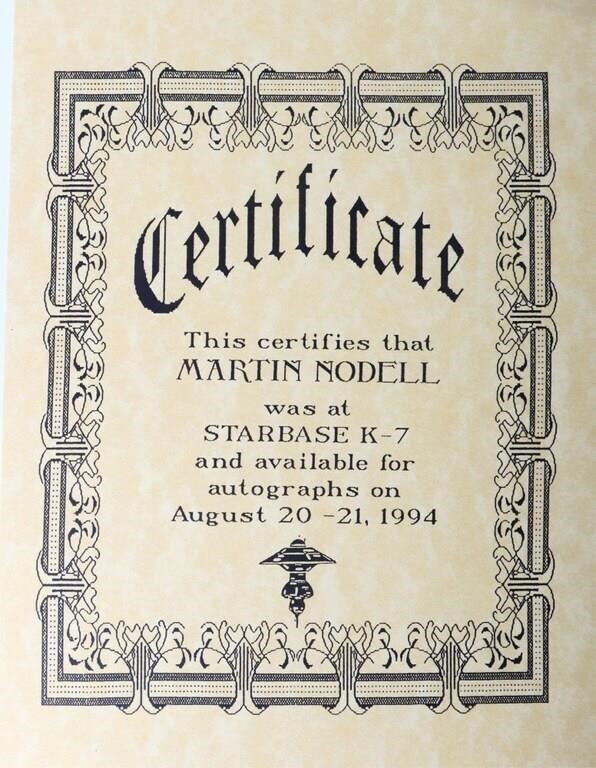 Certificate
This certifies that
MARTIN NODELL
was at
STARBASE K-7
and available for
autographs on
August 20 -21, 1994